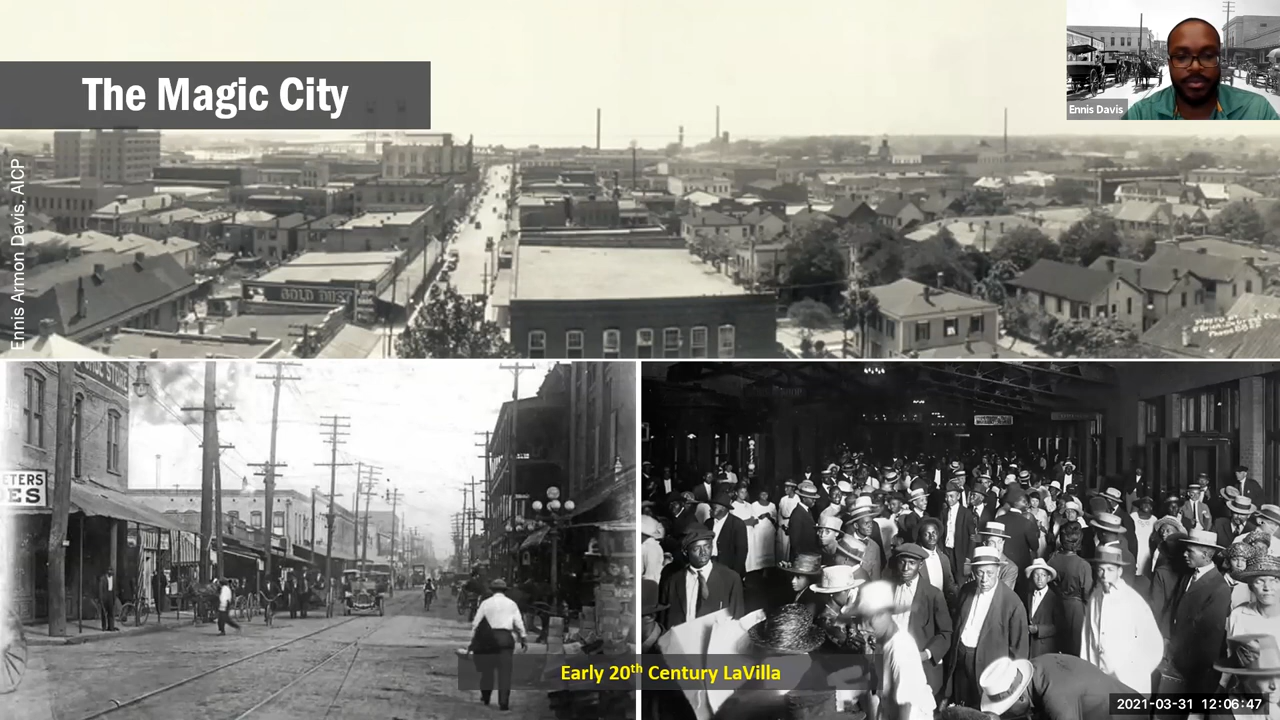 The Magic City
Ennis Davis
Ennis Armon Davis, AICP
GOLD DUST
ETERS
ES
Early 20th Century LaVilla
2021-03-31 12:06:47